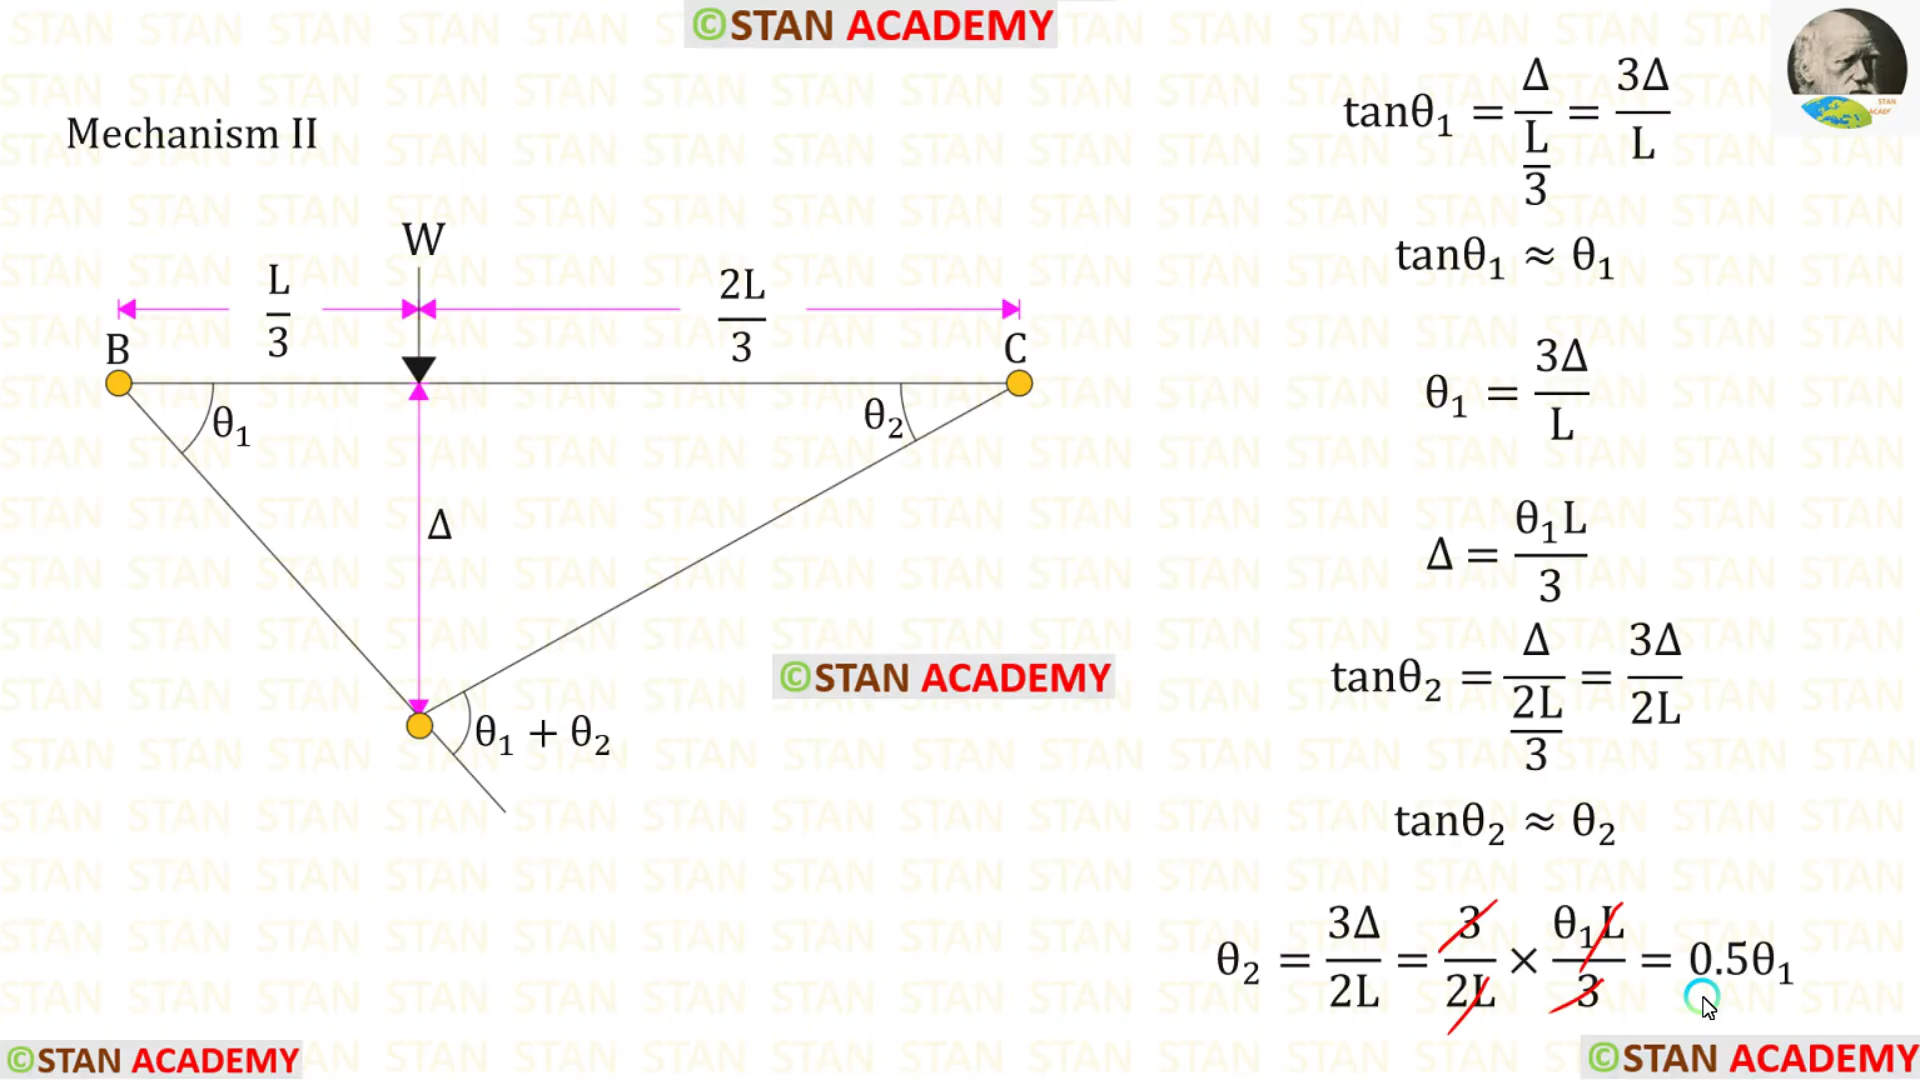 ©STAN ACADEMY
Mechanism II
W
L/3
2L/3
B
C
θ₁
θ₂
Δ
θ₁ + θ₂
©STAN ACADEMY
tanθ₁ = Δ/(L/3) = 3Δ/L
tanθ₁ ≈ θ₁
θ₁ = 3Δ/L
Δ = θ₁L/3
tanθ₂ = Δ/(2L/3) = 3Δ/2L
tanθ₂ ≈ θ₂
θ₂ = 3Δ/2L = 3/2L × θ₁L/3 = 0.5θ₁
©STAN ACADEMY
©STAN ACADEMY